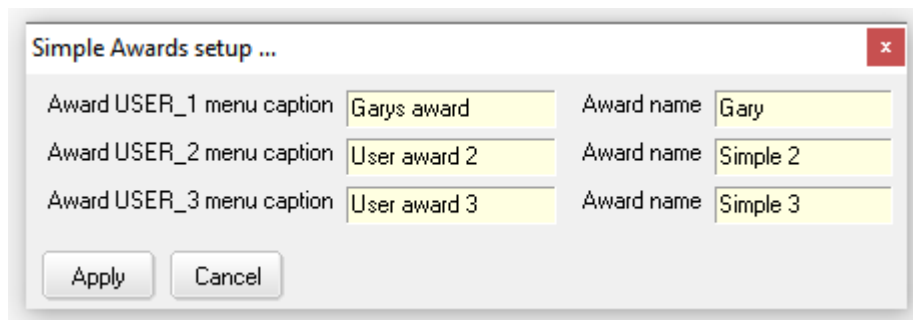 Simple Awards setup ...
x
Award USER_1 menu caption Garys award Award name Gary
Award USER_2 menu caption User award 2 Award name Simple 2
Award USER_3 menu caption User award 3 Award name Simple 3
Apply Cancel